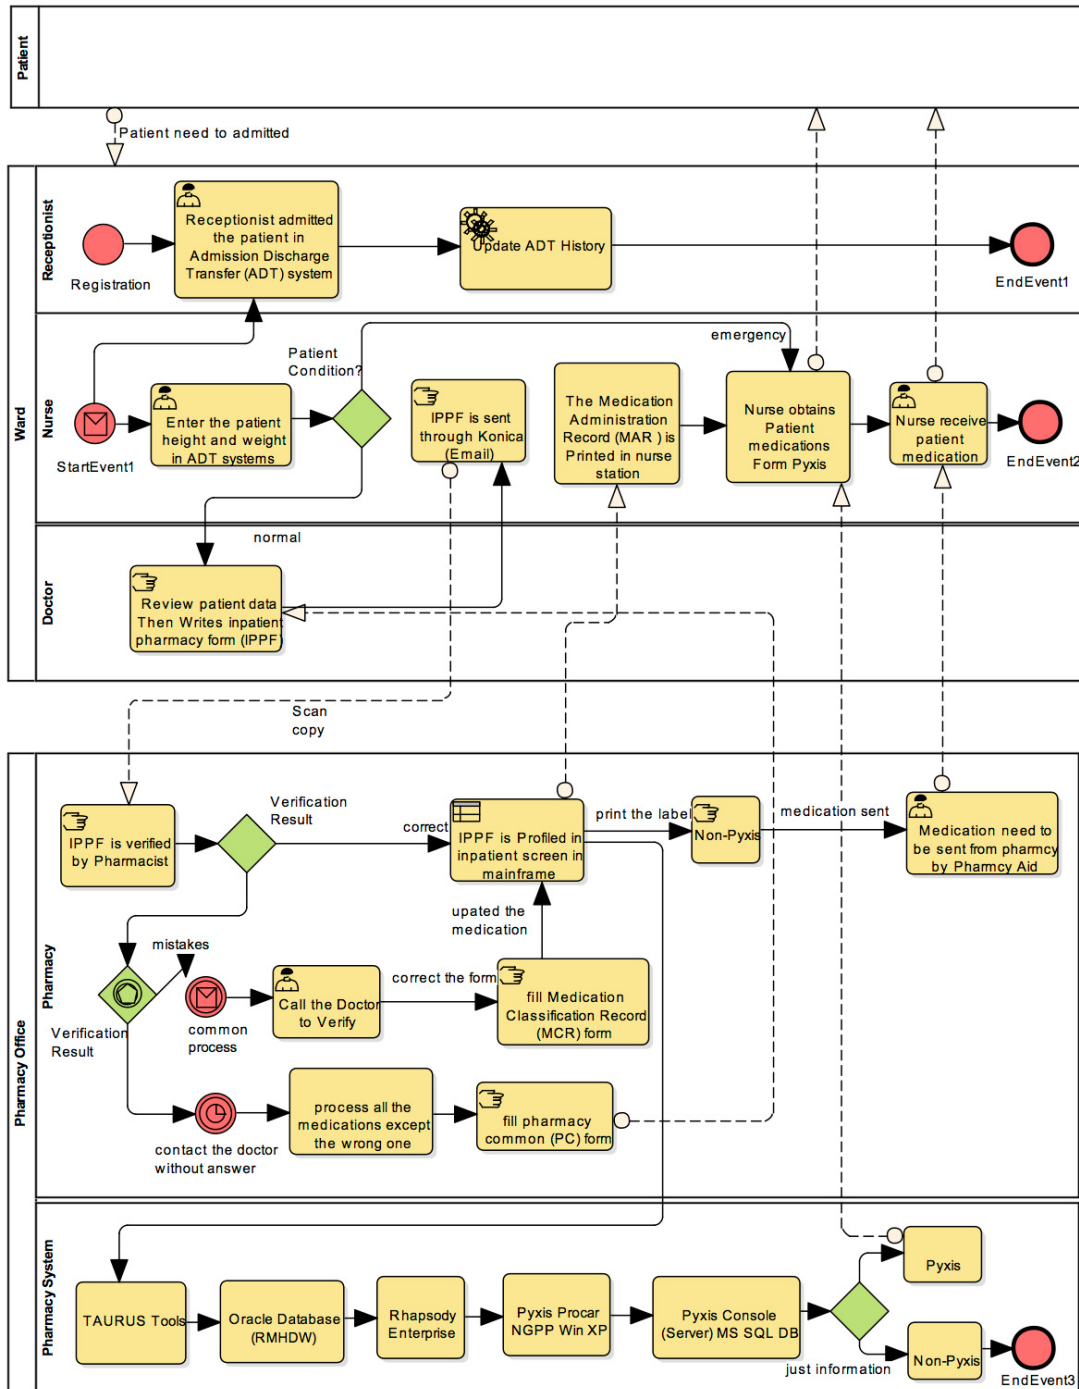 Patient
Patient need to admitted
Ward
Receptionist
Registration
Receptionist admitted
the patient in
Admission Discharge
Transfer (ADT) system
Update ADT History
EndEvent1
Nurse
StartEvent1
Enter the patient
height and weight
in ADT systems
Patient
Condition?
emergency
normal
IPPF is sent
through Konica
(Email)
The Medication
Administration
Record (MAR ) is
Printed in nurse
station
Nurse obtains
Patient
medications
Form Pyxis
Nurse receive
patient
medication
EndEvent2
Doctor
Review patient data
Then Writes inpatient
pharmacy form (IPPF)
Scan
copy
Pharmacy Office
Pharmacy
IPPF is verified
by Pharmacist
Verification
Result
correct
IPPF is Profiled in
inpatient screen in
mainframe
print the label
Non-Pyxis
medication sent
Medication need to
be sent from pharmcy
by Pharmcy Aid
upated the
medication
mistakes
Verification
Result
common
process
Call the Doctor
to Verify
correct the form
fill Medication
Classification Record
(MCR) form
contact the doctor
without answer
process all the
medications except
the wrong one
fill pharmacy
common (PC) form
Pharmacy System
TAURUS Tools
Oracle Database
(RMHDW)
Rhapsody
Enterprise
Pyxis Procar
NGPP Win XP
Pyxis Console
(Server) MS SQL DB
Pyxis
just information
Non-Pyxis
EndEvent3